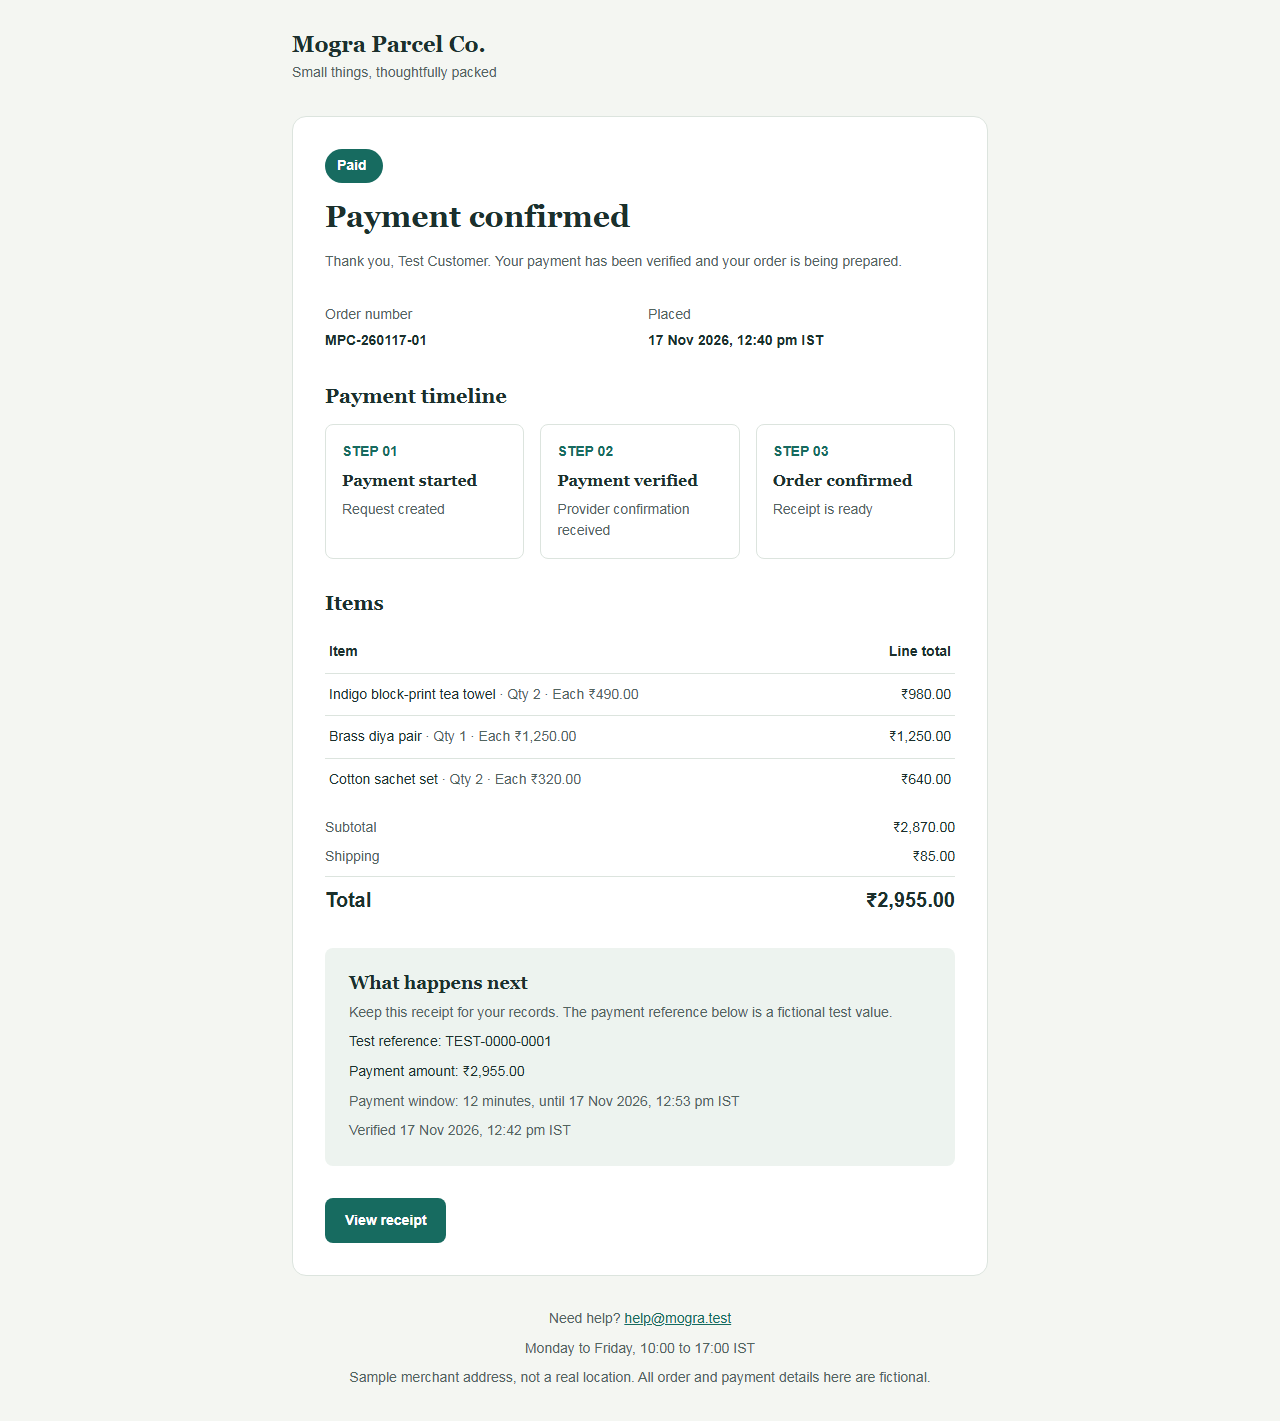 Mogra Parcel Co.
Small things, thoughtfully packed
Paid
Payment confirmed
Thank you, Test Customer. Your payment has been verified and your order is being prepared.
Order number
MPC-260117-01
Placed
17 Nov 2026, 12:40 pm IST
Payment timeline
STEP 01
Payment started
Request created
STEP 02
Payment verified
Provider confirmation
received
STEP 03
Order confirmed
Receipt is ready
Items
Item Line total
Indigo block-print tea towel · Qty 2 · Each ₹490.00 ₹980.00
Brass diya pair · Qty 1 · Each ₹1,250.00 ₹1,250.00
Cotton sachet set · Qty 2 · Each ₹320.00 ₹640.00
Subtotal ₹2,870.00
Shipping ₹85.00
Total ₹2,955.00
What happens next
Keep this receipt for your records. The payment reference below is a fictional test value.
Test reference: TEST-0000-0001
Payment amount: ₹2,955.00
Payment window: 12 minutes, until 17 Nov 2026, 12:53 pm IST
Verified 17 Nov 2026, 12:42 pm IST
View receipt
Need help? help@mogra.test
Monday to Friday, 10:00 to 17:00 IST
Sample merchant address, not a real location. All order and payment details here are fictional.